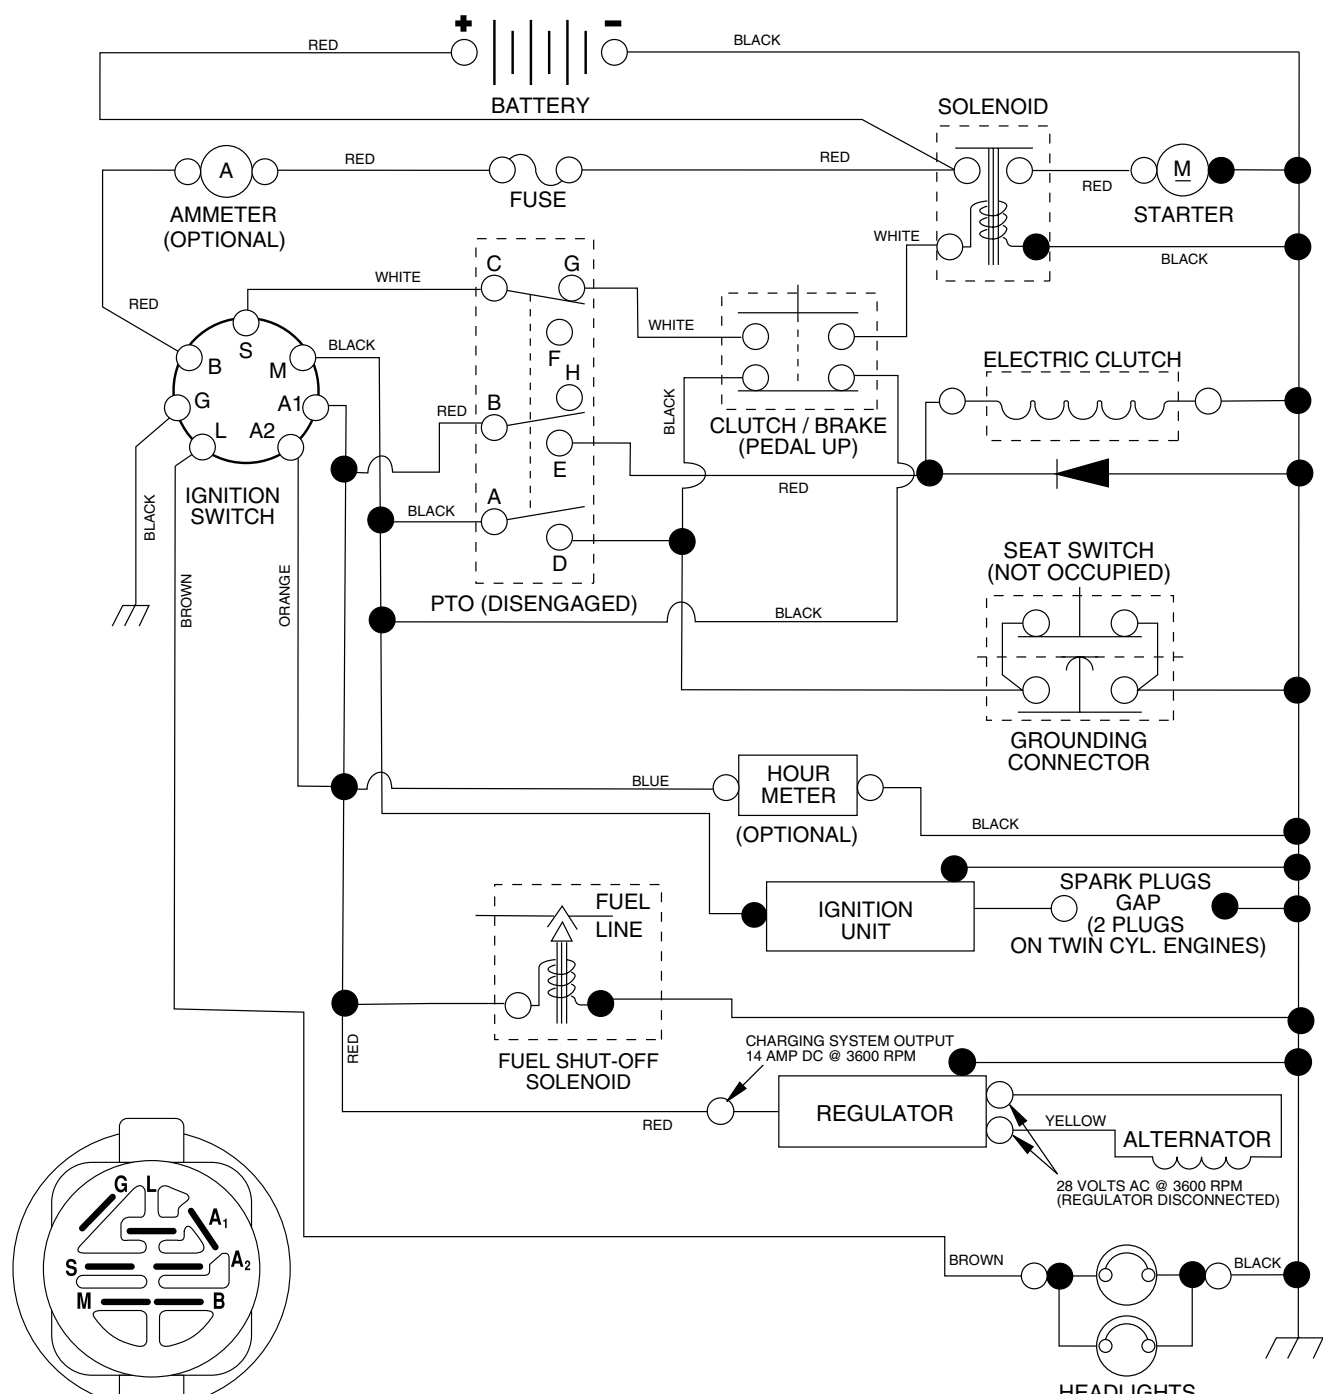 +
-
RED
BLACK
BATTERY
SOLENOID
A
RED
FUSE
RED
RED
M
STARTER
AMMETER
(OPTIONAL)
WHITE
BLACK
RED
WHITE
C
G
F
H
B
E
A
D
WHITE
S
B
M
G
A1
L
A2
BLACK
IGNITION
SWITCH
RED
BLACK
PTO (DISENGAGED)
BLACK
CLUTCH / BRAKE
(PEDAL UP)
ELECTRIC CLUTCH
RED
BLACK
BROWN
ORANGE
BLACK
SEAT SWITCH
(NOT OCCUPIED)
GROUNDING
CONNECTOR
BLUE
HOUR
METER
(OPTIONAL)
BLACK
IGNITION
UNIT
SPARK PLUGS
GAP
(2 PLUGS
ON TWIN CYL. ENGINES)
FUEL
LINE
FUEL SHUT-OFF
SOLENOID
RED
CHARGING SYSTEM OUTPUT
14 AMP DC @ 3600 RPM
RED
REGULATOR
YELLOW
ALTERNATOR
28 VOLTS AC @ 3600 RPM
(REGULATOR DISCONNECTED)
G
L
A1
S
A2
M
B
BROWN
BLACK
HEADLIGHTS